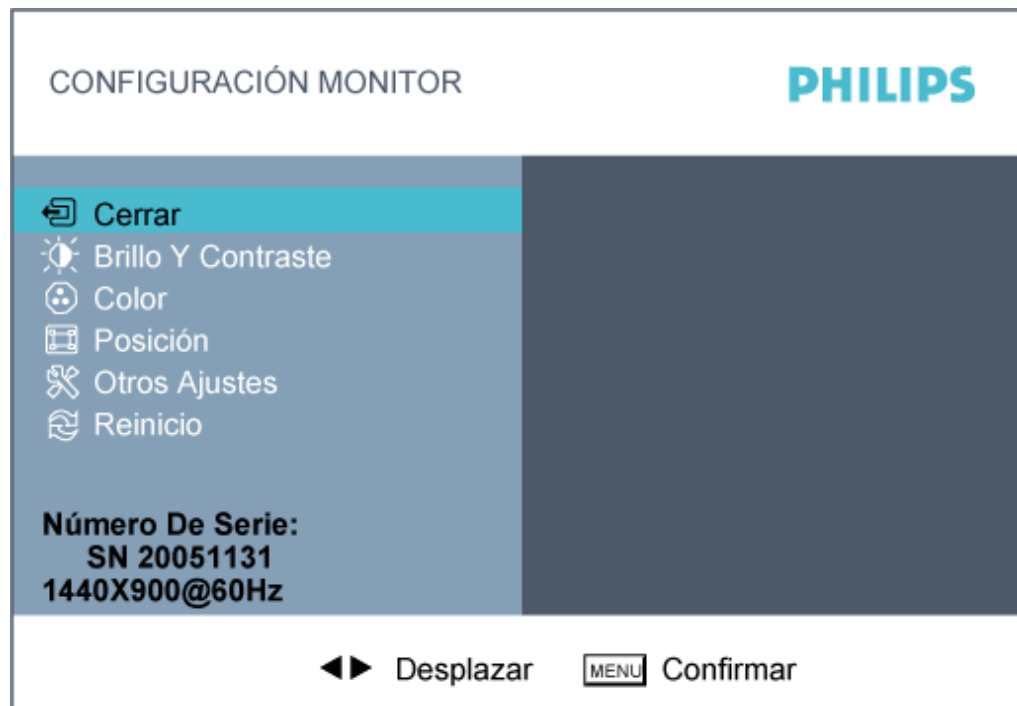 CONFIGURACIÓN MONITOR
PHILIPS
Cerrar
Brillo Y Contraste
Color
Posición
Otros Ajustes
Reinicio
Número De Serie:
SN 20051131
1440X900@60Hz
Desplazar MENU Confirmar